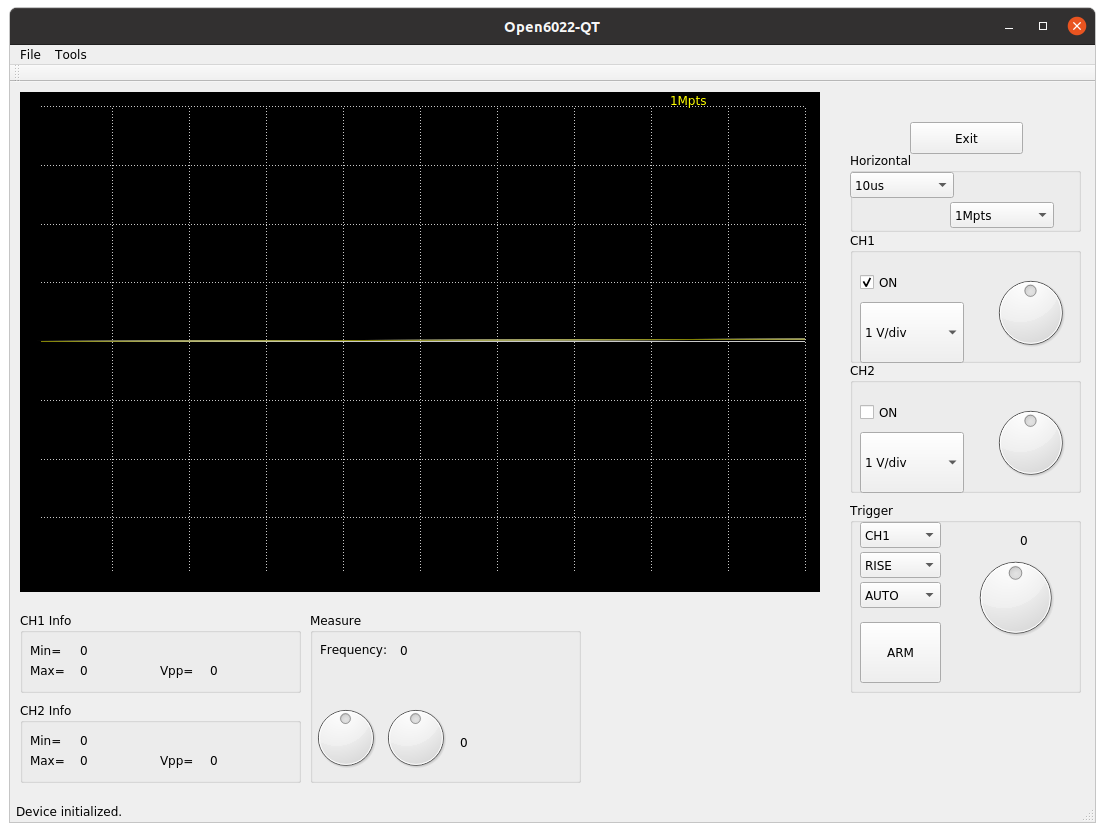 Open6022-QT
File Tools
1Mpts
Exit
Horizontal
10us
1Mpts
CH1
ON
1 V/div
CH2
ON
1 V/div
Trigger
CH1
0
RISE
AUTO
ARM
CH1 Info
Min= 0
Max= 0 Vpp= 0
Measure
Frequency: 0
CH2 Info
Min= 0
Max= 0 Vpp= 0
0
Device initialized.